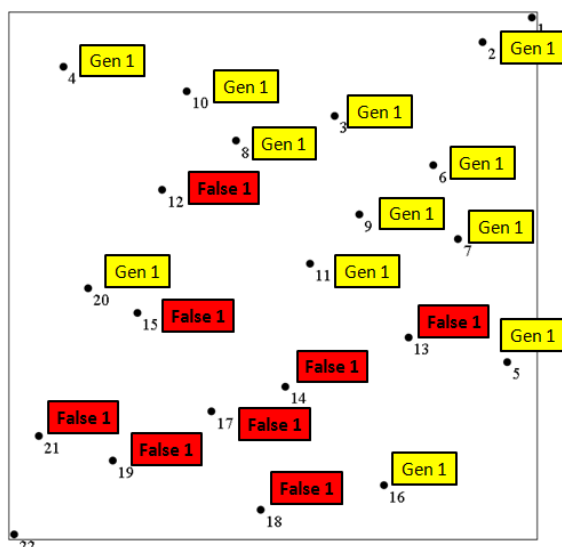 1
2 Gen 1
4 Gen 1
10 Gen 1
3 Gen 1
8 Gen 1
6 Gen 1
12 False 1
9 Gen 1
7 Gen 1
11 Gen 1
20 Gen 1
15 False 1
13 False 1
5 Gen 1
14 False 1
17 False 1
21 False 1
19 False 1
16 Gen 1
18 False 1
22